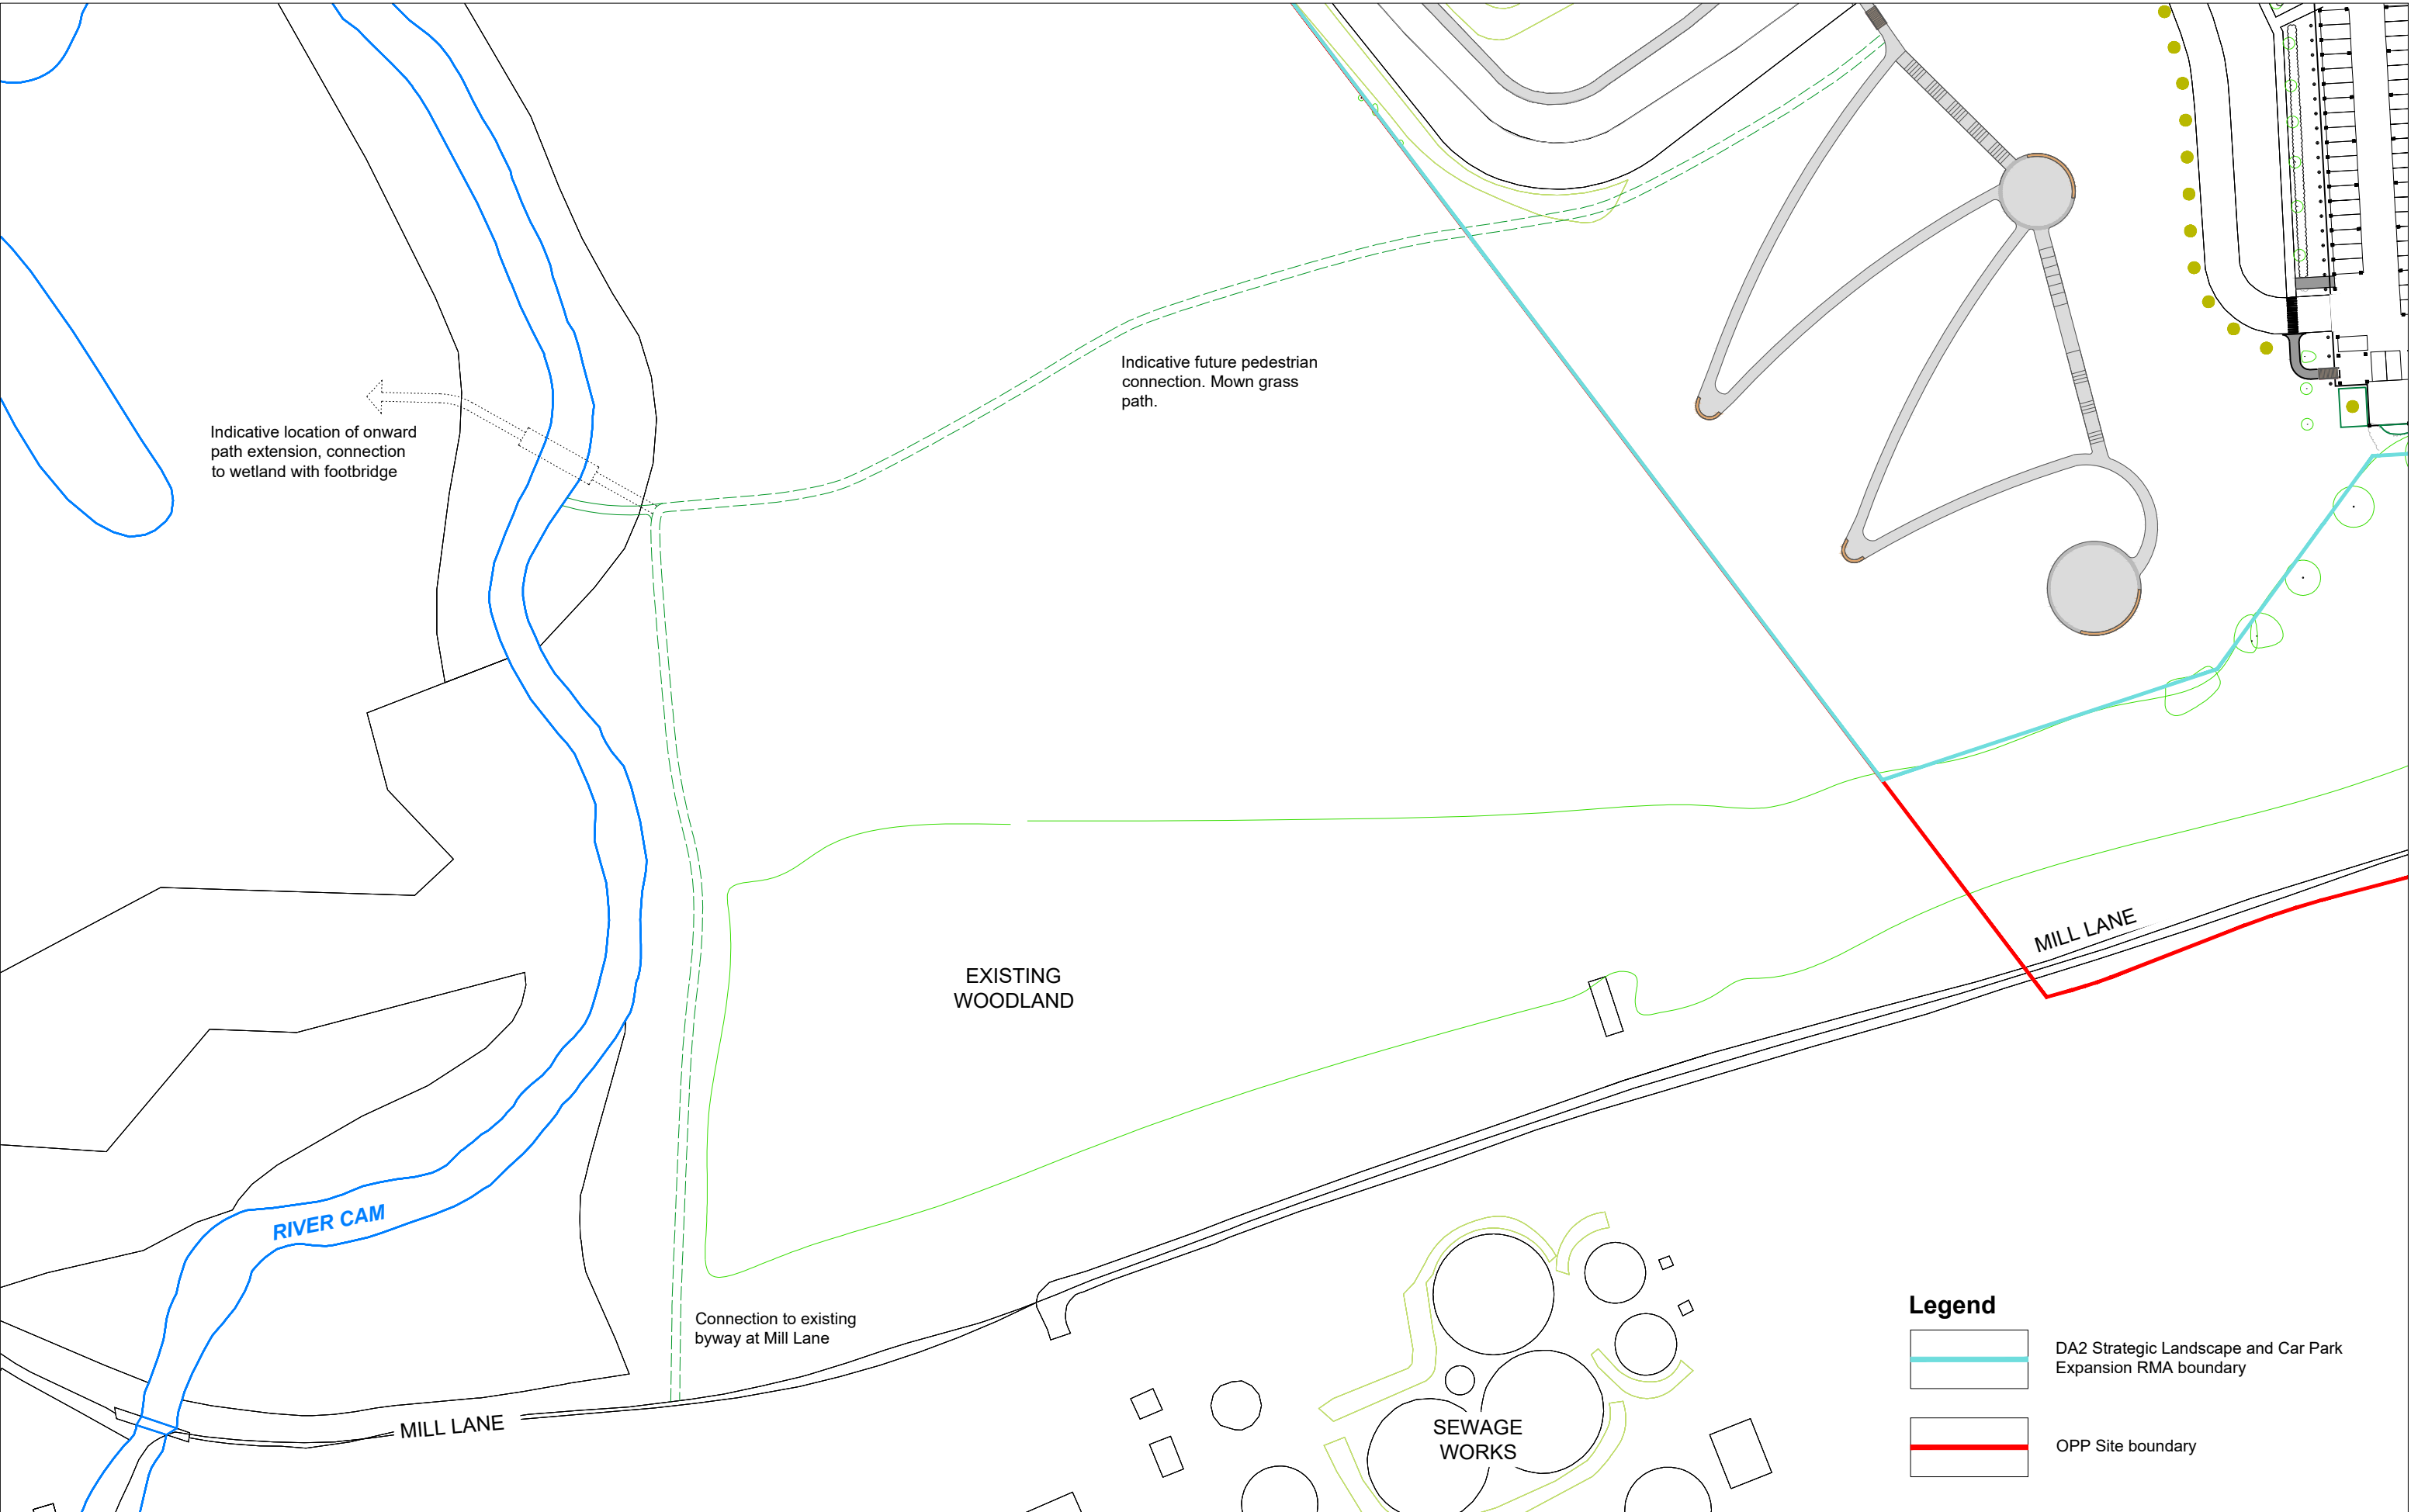 Indicative future pedestrian
connection. Mown grass
path.
Indicative location of onward
path extension, connection
to wetland with footbridge
MILL LANE
EXISTING
WOODLAND
RIVER CAM
Connection to existing
byway at Mill Lane
MILL LANE
SEWAGE
WORKS
Legend
DA2 Strategic Landscape and Car Park
Expansion RMA boundary
OPP Site boundary